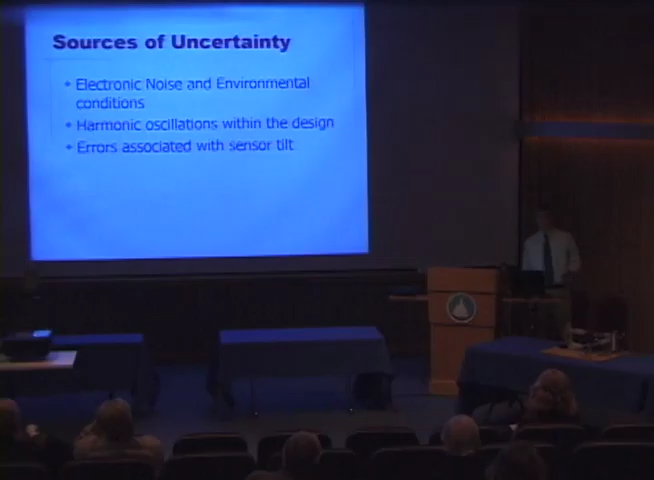 Sources of Uncertainty
• Electronic Noise and Environmental
conditions
• Harmonic oscillations within the design
• Errors associated with sensor tilt